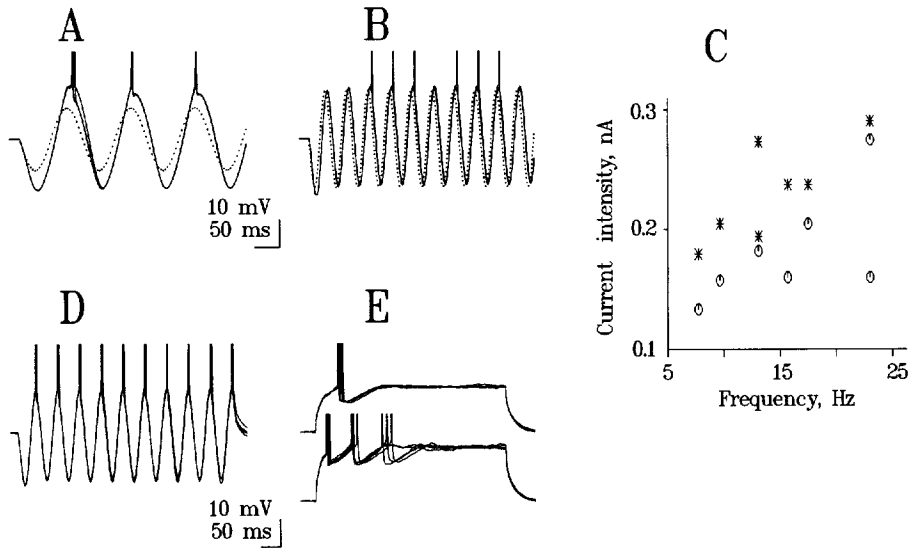 A
B
C
10 mV
50 ms
Current intensity, nA
0.3
0.2
0.1
5
15
25
Frequency, Hz
D
E
10 mV
50 ms